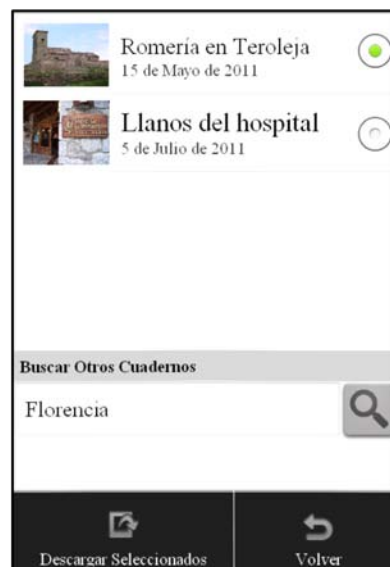 Romería en Teroleja
15 de Mayo de 2011
Llanos del hospital
5 de Julio de 2011
Buscar Otros Cuadernos
Florencia
Descargar Seleccionados
Volver